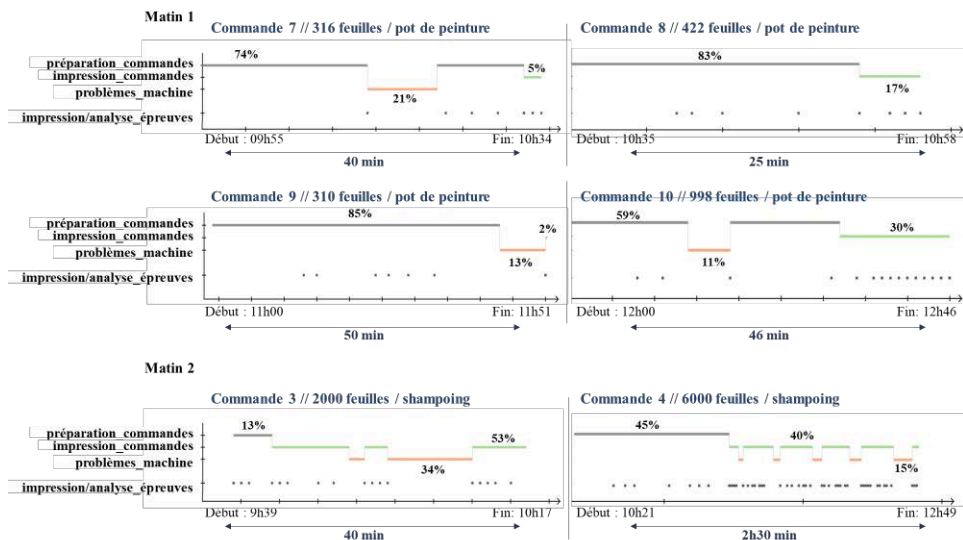 Matin 1
Commande 7 // 316 feuilles / pot de peinture
Commande 8 // 422 feuilles / pot de peinture
74%
83%
préparation_commandes
impression_commandes
5%
problèmes_machine
21%
17%
impression/analyse_épreuves
Début : 09h55
Fin: 10h34
Début : 10h35
Fin: 10h58
40 min
25 min
Commande 9 // 310 feuilles / pot de peinture
Commande 10 // 998 feuilles / pot de peinture
85%
59%
préparation_commandes
impression_commandes
2%
30%
problèmes_machine
13%
11%
impression/analyse_épreuves
Début : 11h00
Fin: 11h51
Début : 12h00
Fin: 12h46
50 min
46 min
Matin 2
Commande 3 // 2000 feuilles / shampoing
Commande 4 // 6000 feuilles / shampoing
13%
45%
préparation_commandes
impression_commandes
53%
40%
problèmes_machine
34%
15%
impression/analyse_épreuves
Début : 9h39
Fin: 10h17
Début : 10h21
Fin: 12h49
40 min
2h30 min